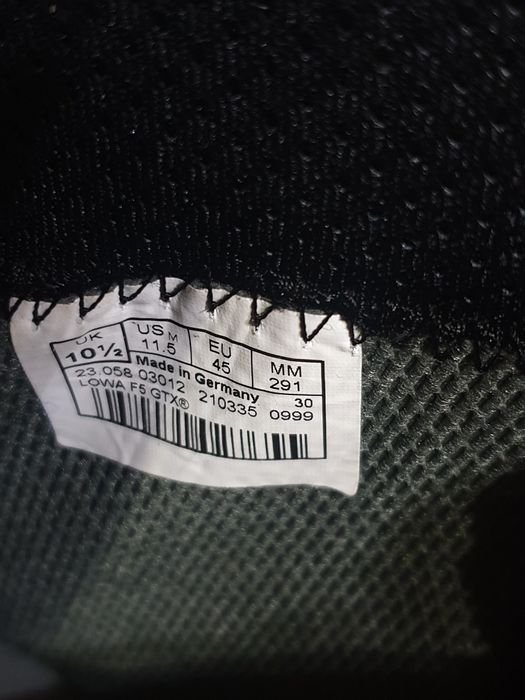 UK US M EU MM
10½ 11.5 45 291
Made in Germany 30
23.058 03012 210335 0999
LOWA F5 GTX®